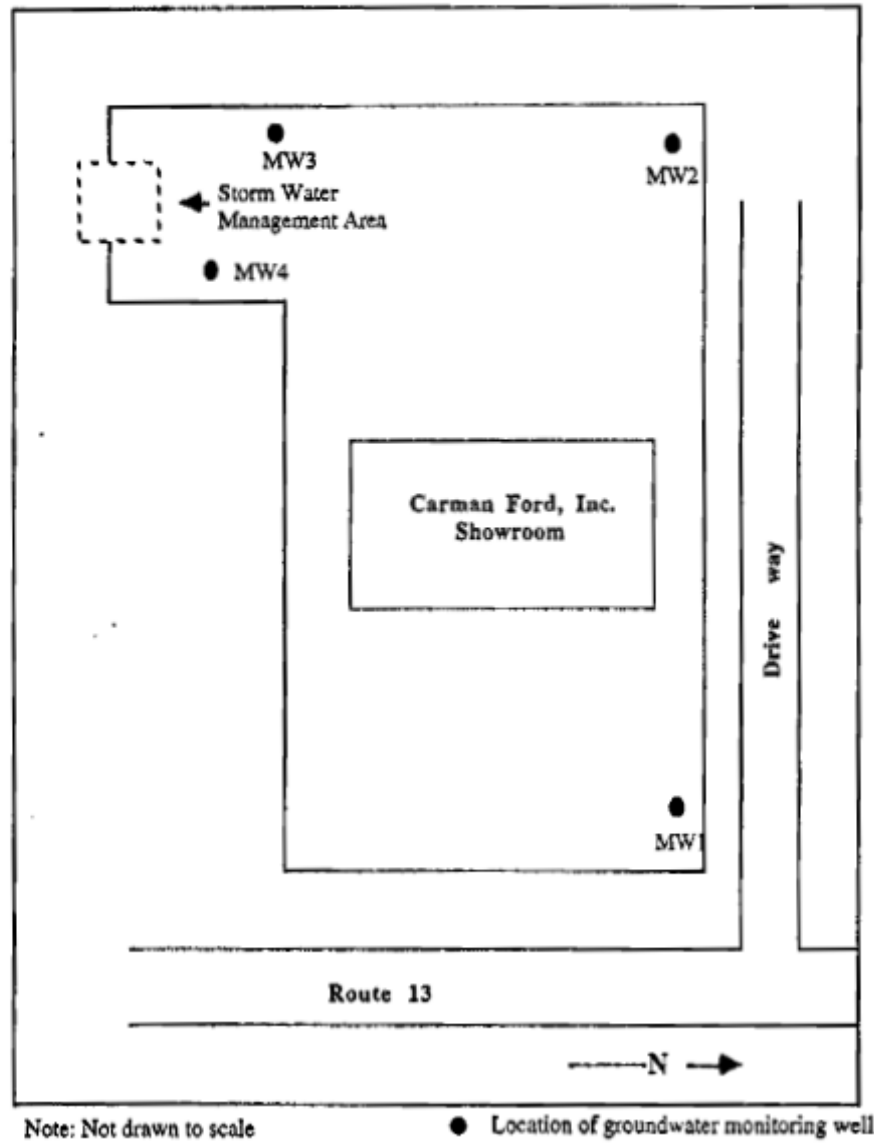 MW3
MW2
Storm Water
Management Area
MW4
Carman Ford, Inc.
Showroom
Drive way
MW1
Route 13
N
Note: Not drawn to scale
Location of groundwater monitoring well